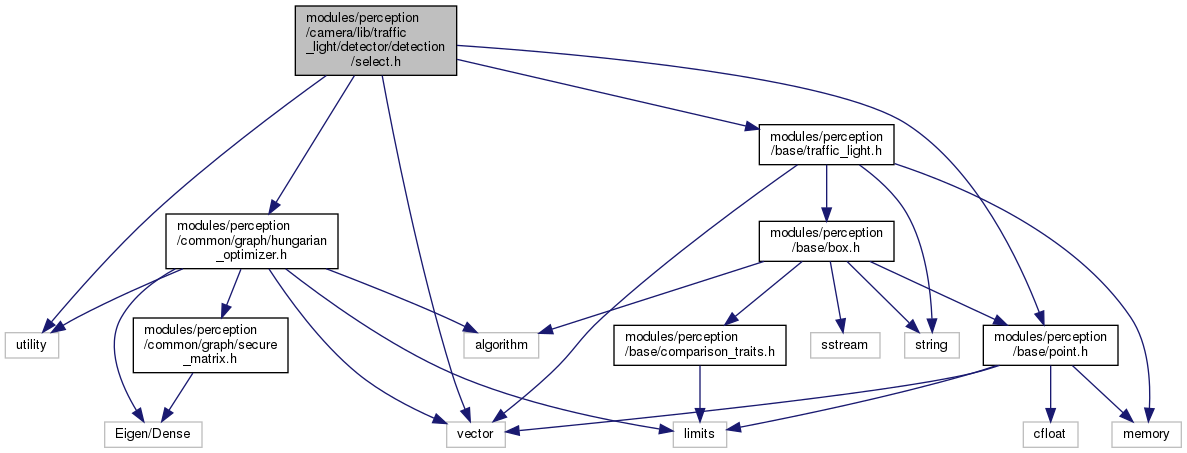 modules/perception
/camera/lib/traffic
_light/detector/detection
/select.h
modules/perception
/base/traffic_light.h
modules/perception
/common/graph/hungarian
_optimizer.h
modules/perception
/base/box.h
utility
modules/perception
/common/graph/secure
_matrix.h
algorithm
modules/perception
/base/comparison_traits.h
sstream
string
modules/perception
/base/point.h
Eigen/Dense
vector
limits
cfloat
memory